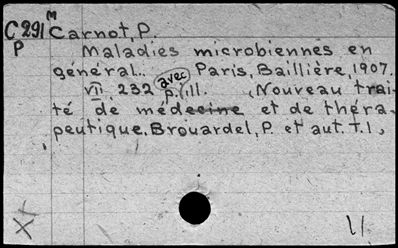 C291 M Carnot, P.
P Maladies microbiennes en
général.. avec Paris, Baillière, 1907.
VII 232 p. ill. (Nouveau trai-
té de médecine et de théra-
peutique. Brouardel, P. et aut. t. 1,
X